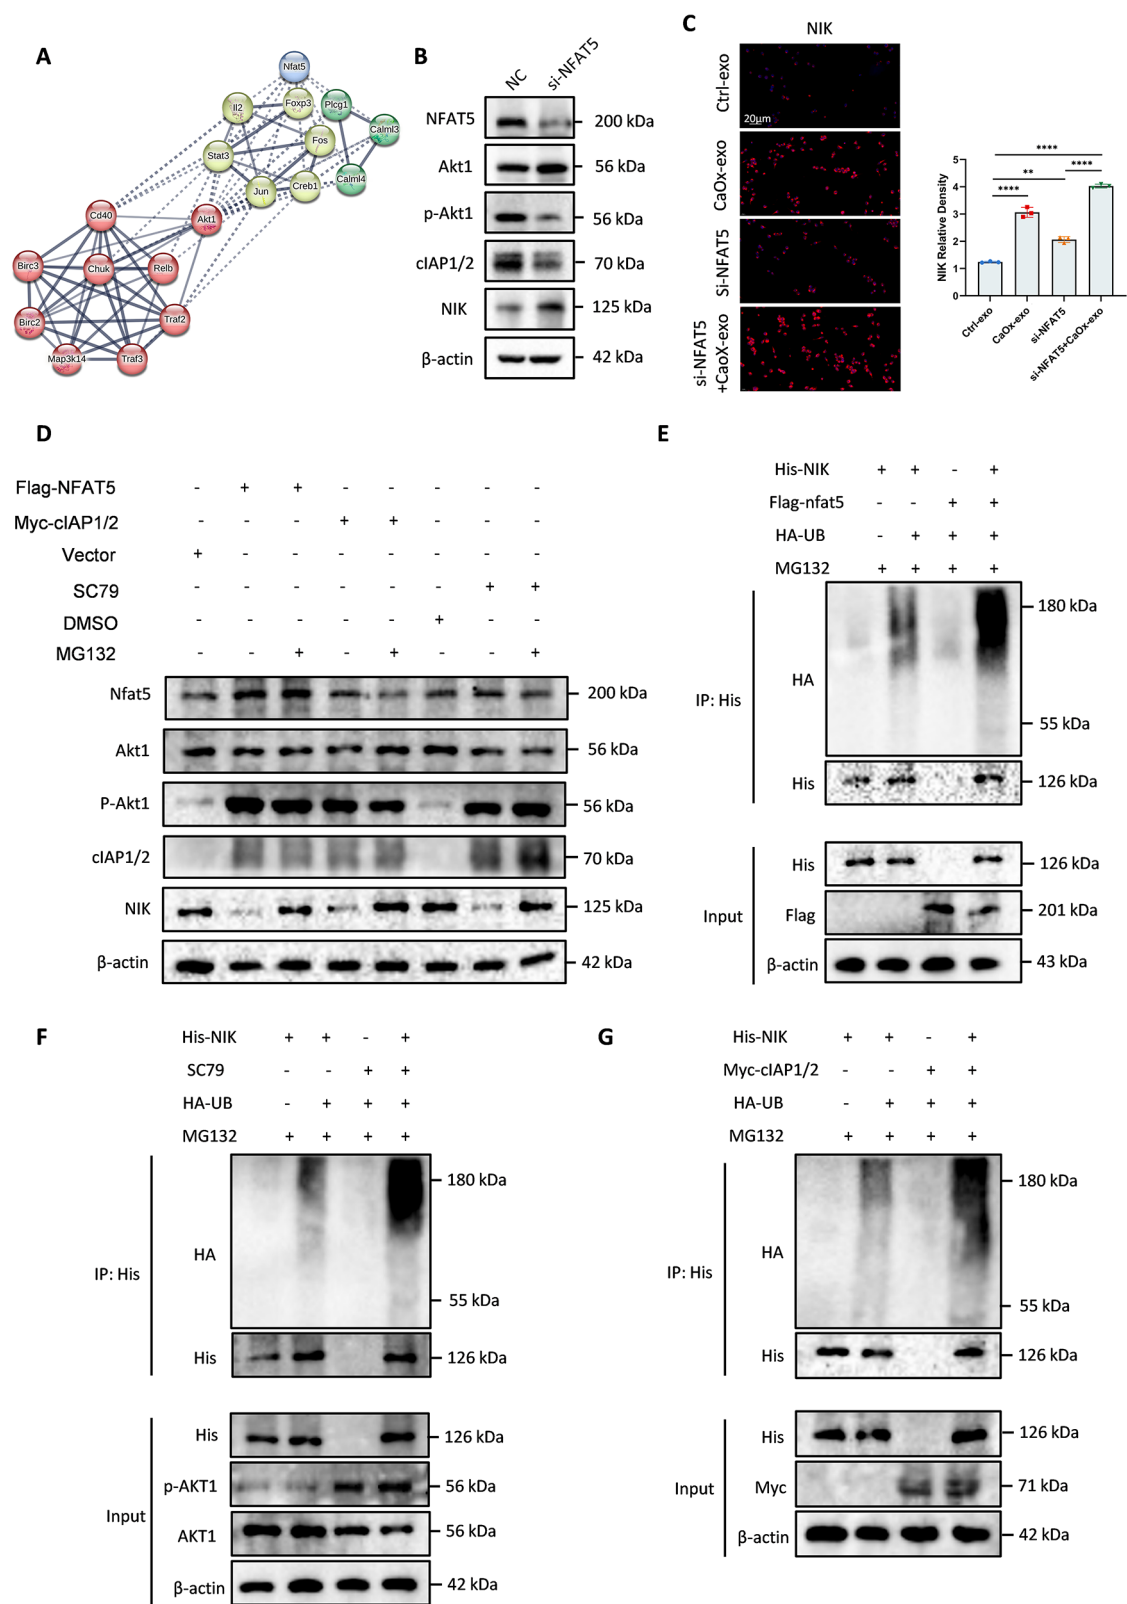 A
Nfat5
Il2
Foxp3
Plcg1
Calml3
Stat3
Fos
Jun
Creb1
Calml4
Cd40
Akt1
Birc3
Chuk
Relb
Birc2
Traf2
Map3k14
Traf3
B
NC
si-NFAT5
NFAT5
200 kDa
Akt1
56 kDa
p-Akt1
56 kDa
cIAP1/2
70 kDa
NIK
125 kDa
β-actin
42 kDa
C
NIK
Ctrl-exo
20μm
CaOx-exo
Si-NFAT5
si-NFAT5
+CaoX-exo
NIK Relative Density
5
4
3
2
1
0
****
**
****
****
Ctrl-exo
CaOx-exo
si-NFAT5
si-NFAT5+CaOx-exo
D
Flag-NFAT5 - + + - - - - -
Myc-cIAP1/2 - - - + + - - -
Vector + - - - - - - -
SC79 - - - - - - + +
DMSO - - - - - + - -
MG132 - - + - + - - +
Nfat5 200 kDa
Akt1 56 kDa
P-Akt1 56 kDa
cIAP1/2 70 kDa
NIK 125 kDa
β-actin 42 kDa
E
His-NIK + + - +
Flag-nfat5 - - + +
HA-UB - + + +
MG132 + + + +
IP: His
HA
180 kDa
55 kDa
His 126 kDa
Input
His 126 kDa
Flag 201 kDa
β-actin 43 kDa
F
His-NIK + + - +
SC79 - - + +
HA-UB - + + +
MG132 + + + +
IP: His
HA
180 kDa
55 kDa
His 126 kDa
Input
His 126 kDa
p-AKT1 56 kDa
AKT1 56 kDa
β-actin 42 kDa
G
His-NIK + + - +
Myc-cIAP1/2 - - + +
HA-UB - + + +
MG132 + + + +
IP: His
HA
180 kDa
55 kDa
His 126 kDa
Input
His 126 kDa
Myc 71 kDa
β-actin 42 kDa